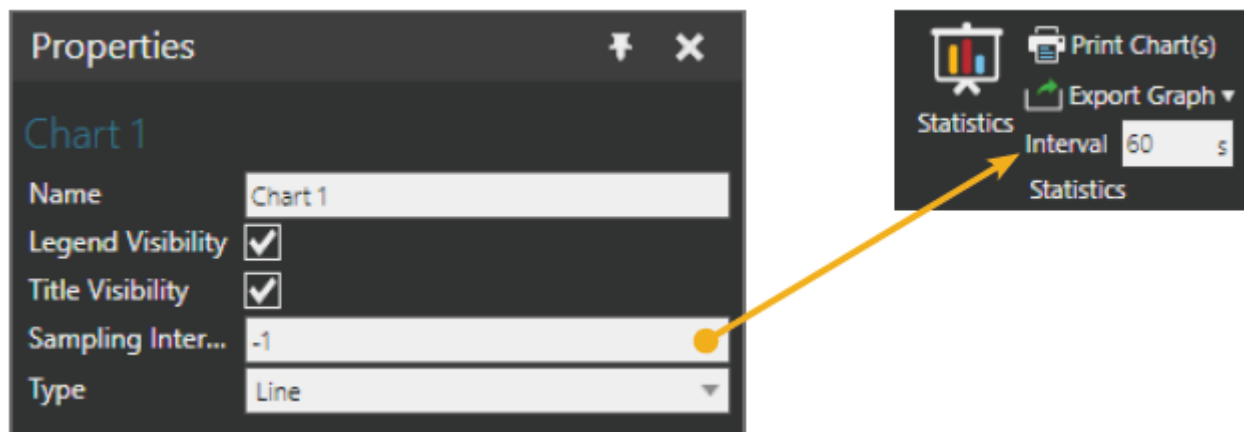 Properties
Chart 1
Name Chart 1
Legend Visibility
Title Visibility
Sampling Inter... -1
Type Line
Print Chart(s)
Export Graph
Statistics
Interval 60 s
Statistics